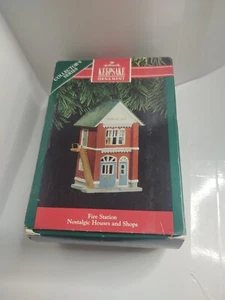 COLLECTOR'S
SERIES
Hallmark
KEEPSAKE
ORNAMENT
Fire Station
Nostalgic Houses and Shops